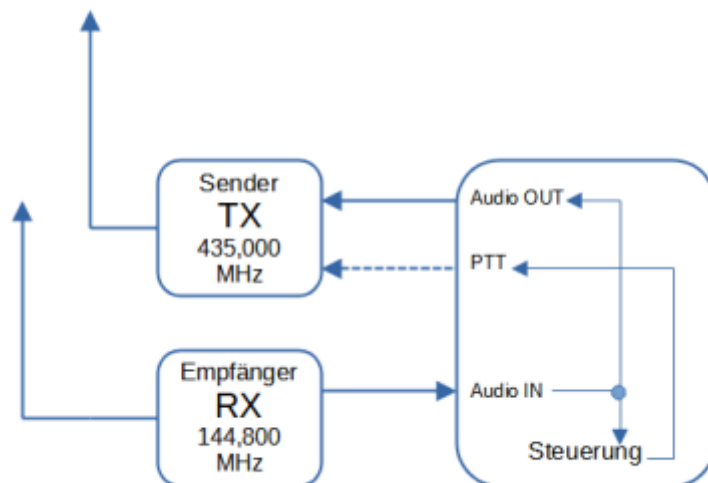 Sender
TX
435,000
MHz
Audio OUT
PTT
Empfänger
RX
144,800
MHz
Audio IN
Steuerung